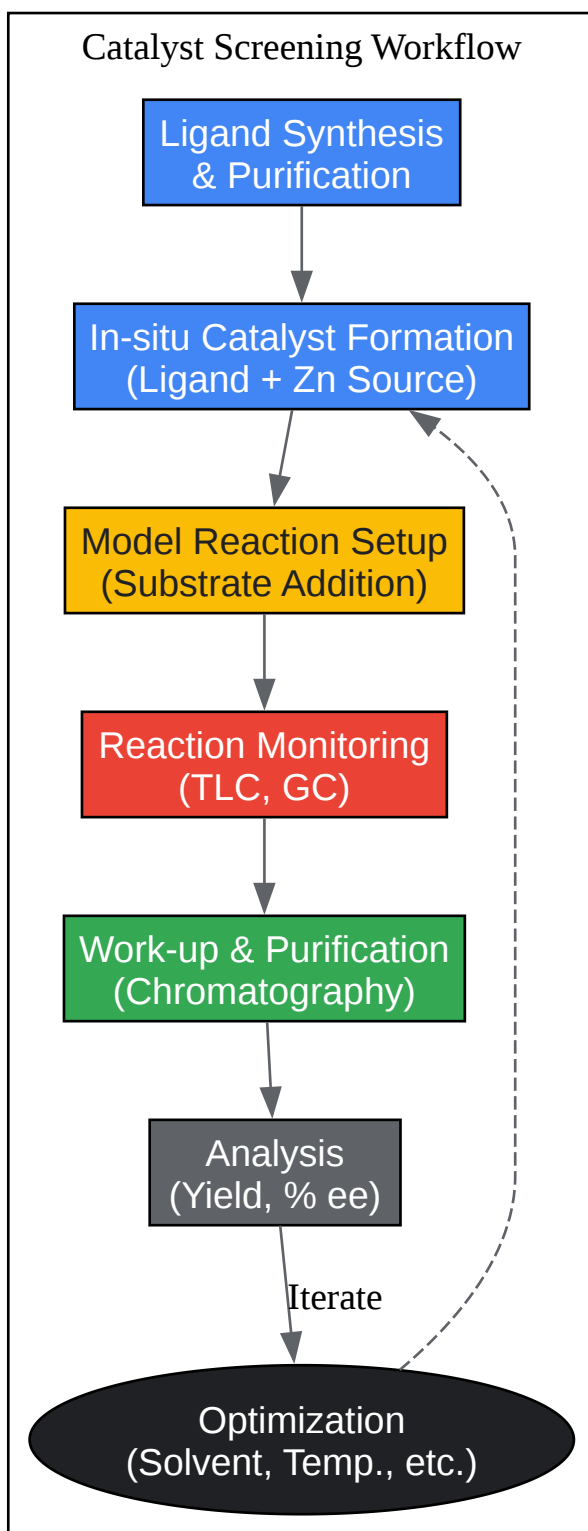 Catalyst Screening Workflow
Ligand Synthesis
& Purification
In-situ Catalyst Formation
(Ligand + Zn Source)
Model Reaction Setup
(Substrate Addition)
Reaction Monitoring
(TLC, GC)
Work-up & Purification
(Chromatography)
Analysis
(Yield, % ee)
Iterate
Optimization
(Solvent, Temp., etc.)